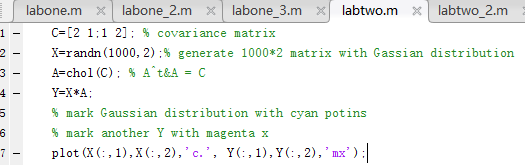 labone.m × labone_2.m × labone_3.m × labtwo.m × labtwo_2.m
1 - C=[2 1;1 2]; % covariance matrix
2 - X=randn(1000,2);% generate 1000*2 matrix with Gassian distribution
3 - A=chol(C); % A^t&A = C
4 - Y=X*A;
5 % mark Gaussian distribution with cyan potins
6 % mark another Y with magenta x
7 - plot(X(:,1),X(:,2),'c.', Y(:,1),Y(:,2),'mx');